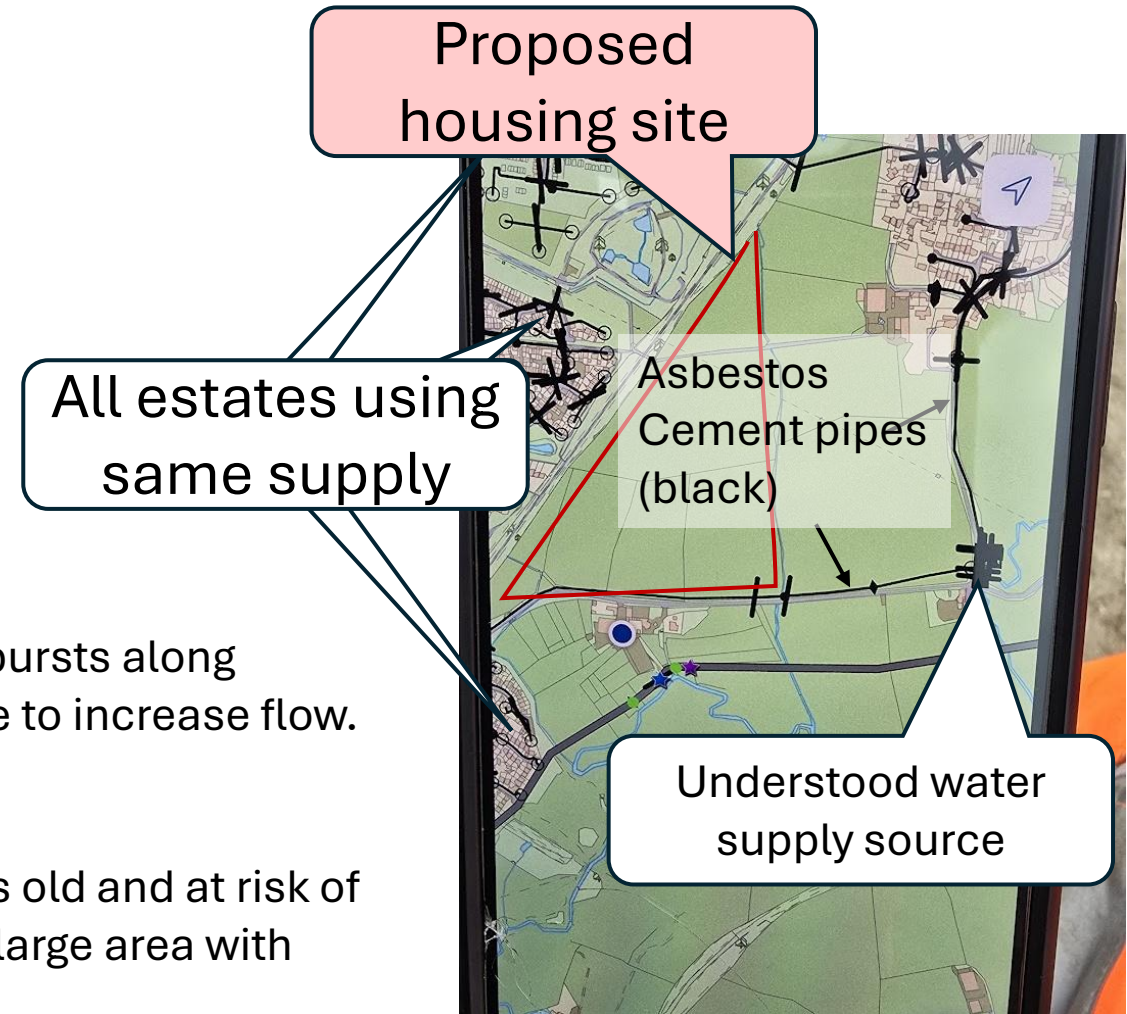 Proposed
housing site
Asbestos
Cement pipes
(black)
All estates using
same supply
bursts along
e to increase flow.
Understood water
supply source
s old and at risk of
large area with